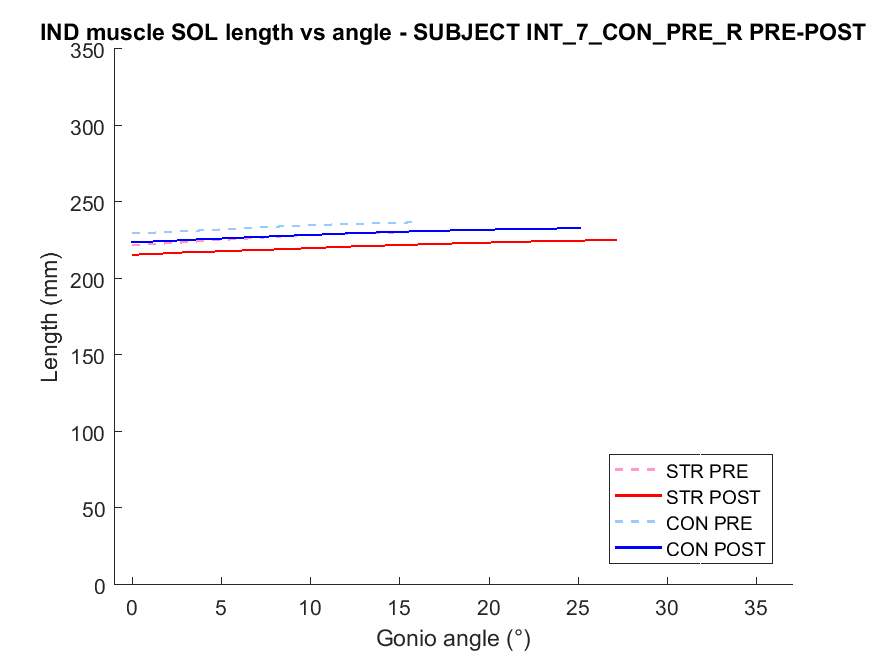 IND muscle SOL length vs angle - SUBJECT INT_7_CON_PRE_R PRE-POST
350
300
250
200
150
100
50
0
Length (mm)
0 5 10 15 20 25 30 35
Gonio angle (°)
STR PRE
STR POST
CON PRE
CON POST